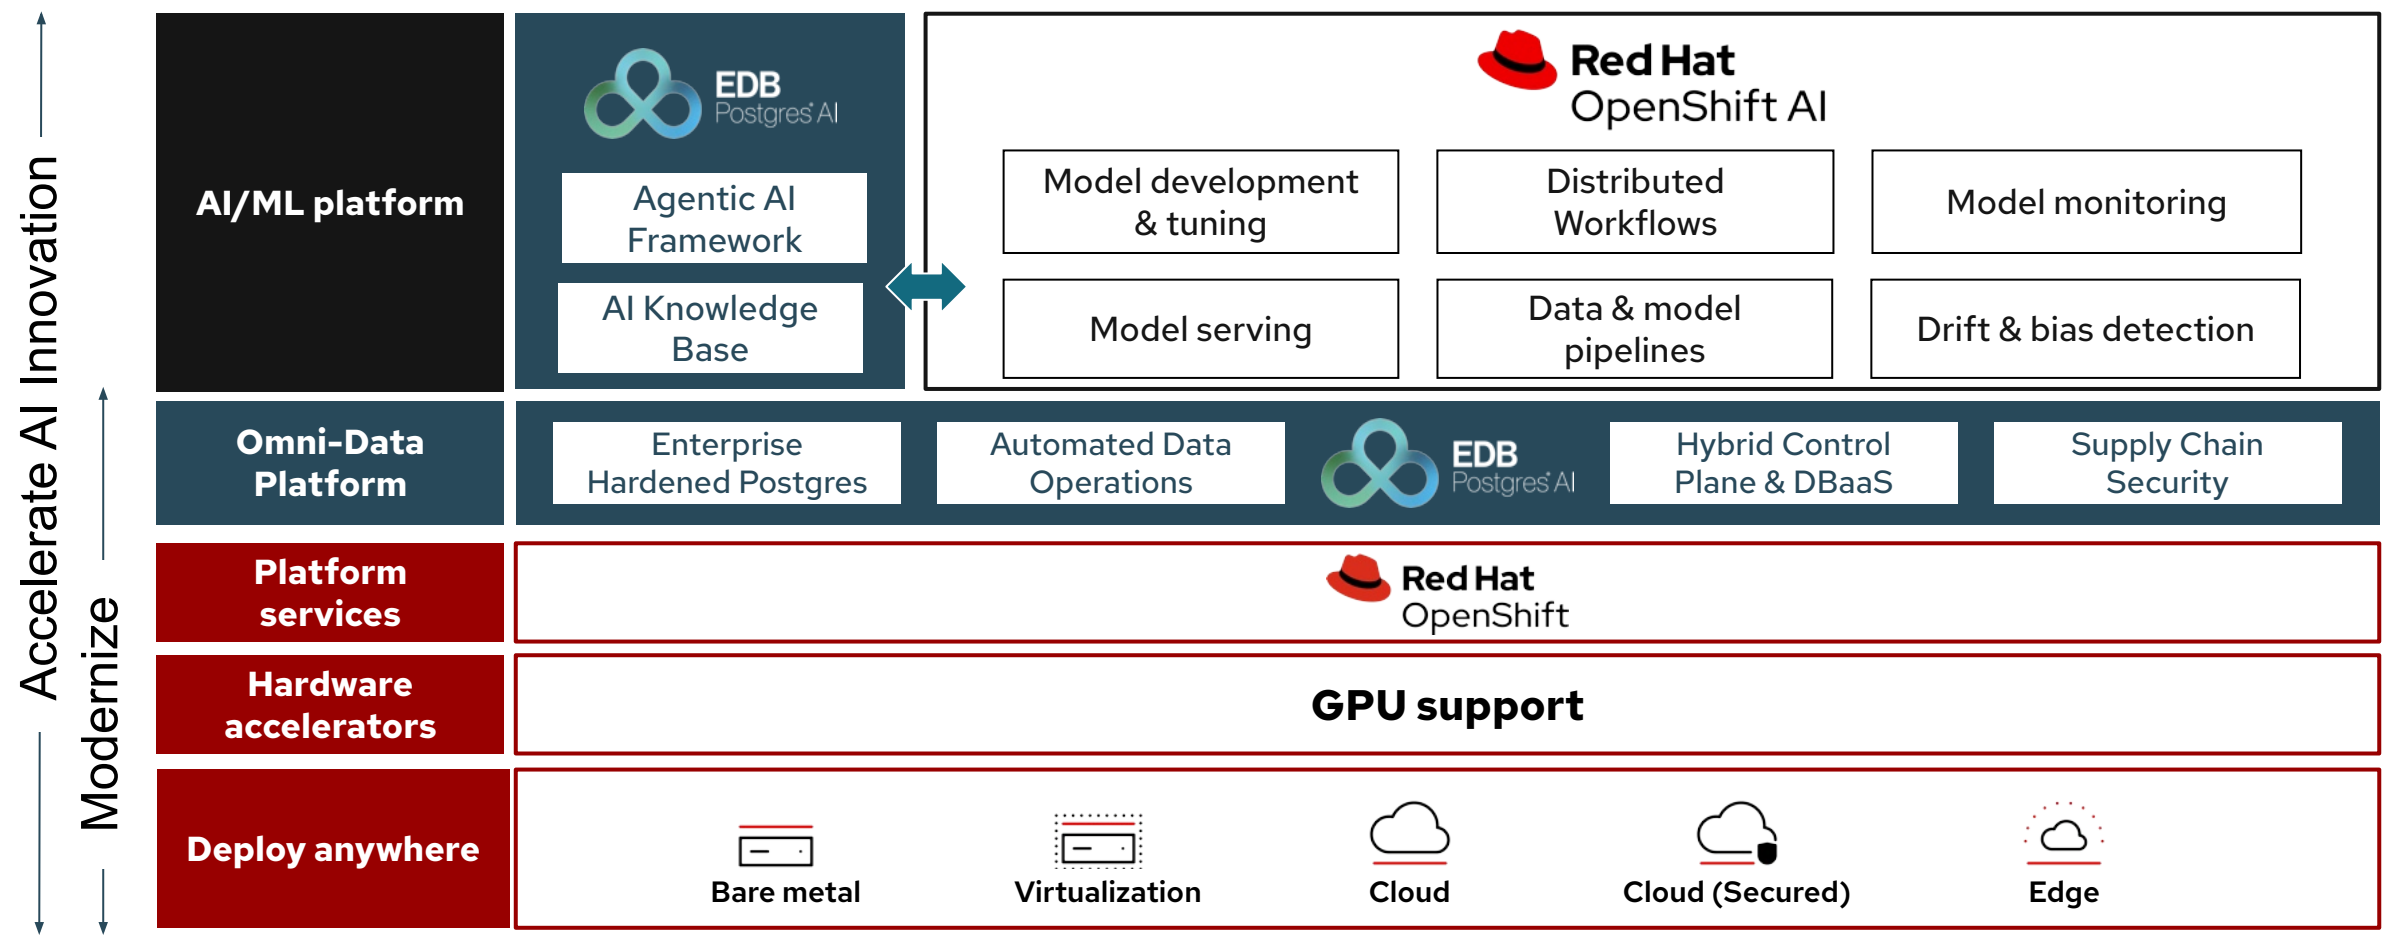 Accelerate AI Innovation
Modernize
AI/ML platform
EDB
Postgres® AI
Agentic AI
Framework
AI Knowledge
Base
Red Hat
OpenShift AI
Model development
& tuning
Distributed
Workflows
Model monitoring
Model serving
Data & model
pipelines
Drift & bias detection
Omni-Data
Platform
Enterprise
Hardened Postgres
Automated Data
Operations
EDB
Postgres® AI
Hybrid Control
Plane & DBaaS
Supply Chain
Security
Platform
services
Red Hat
OpenShift
Hardware
accelerators
GPU support
Deploy anywhere
Bare metal
Virtualization
Cloud
Cloud (Secured)
Edge